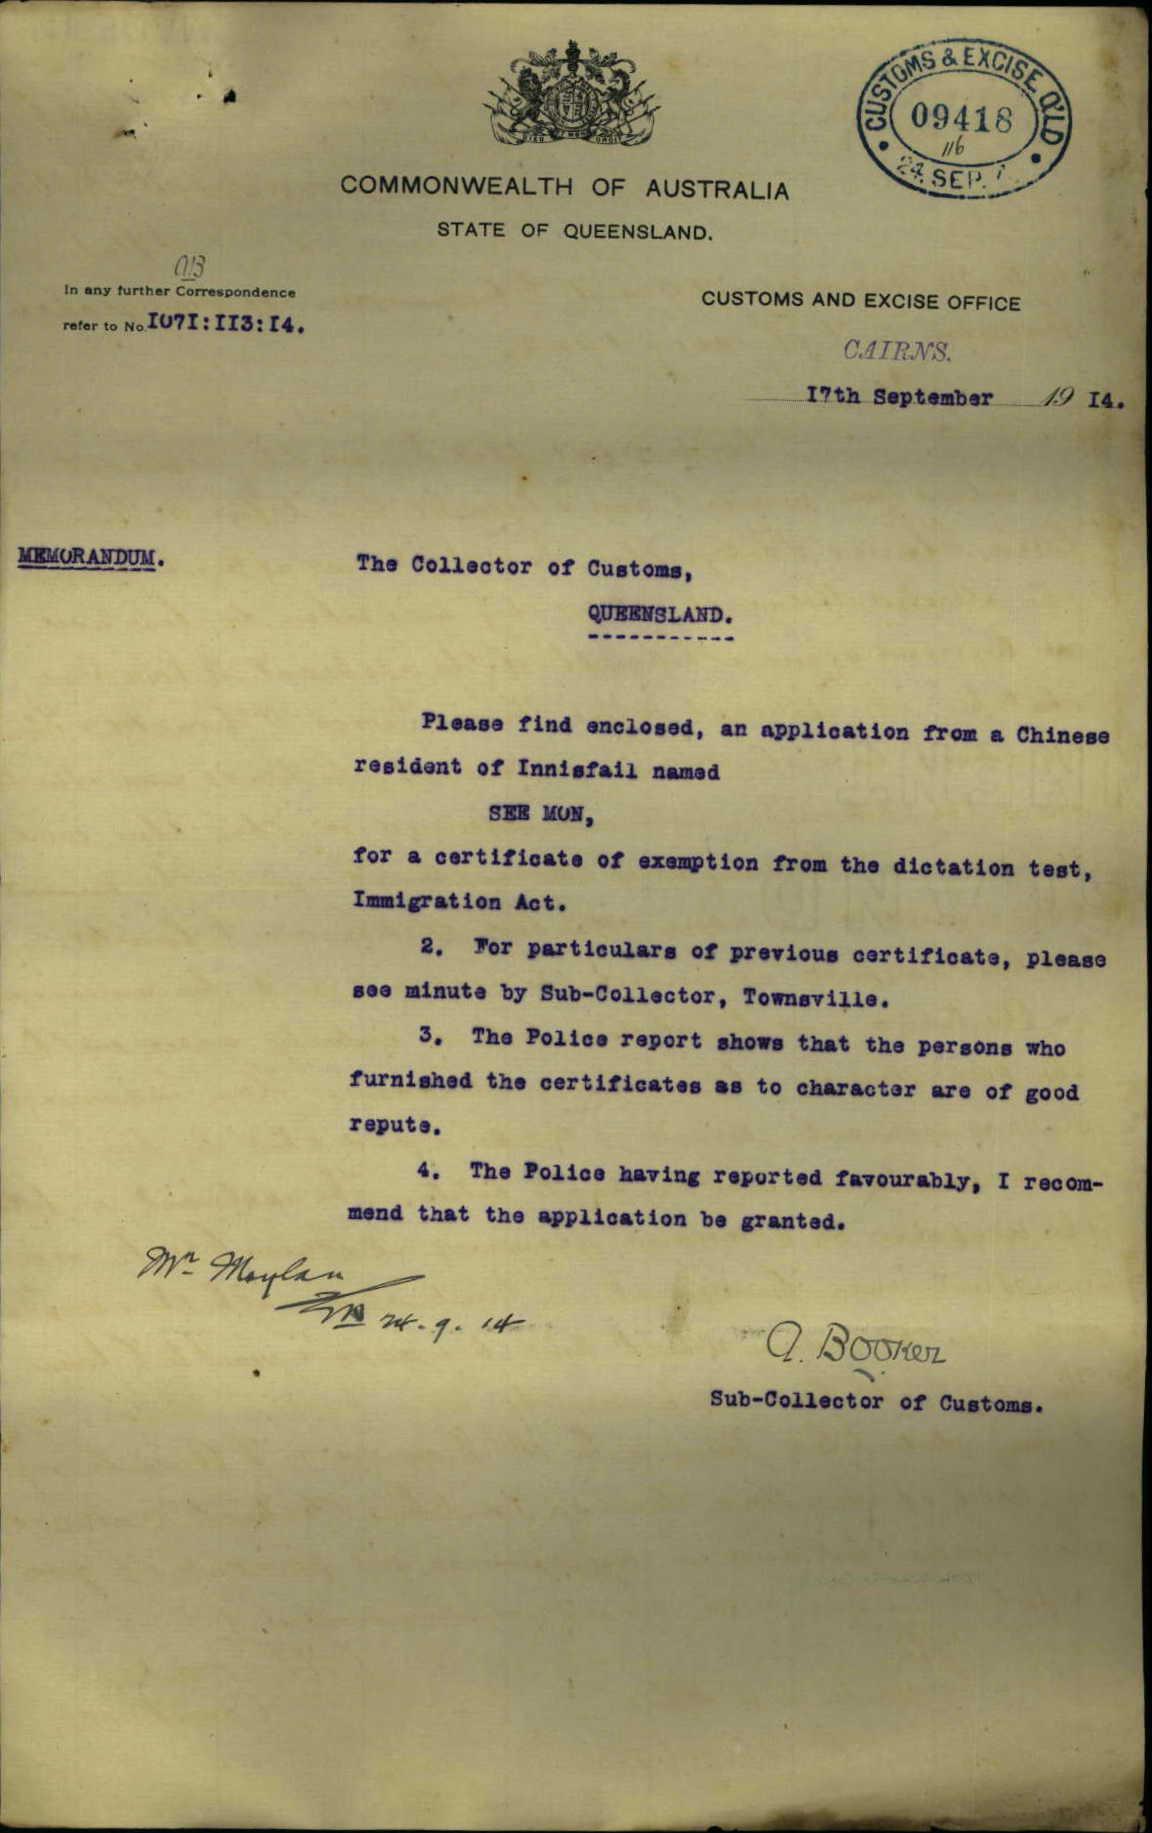 CUSTOMS & EXCISE Q'LD
09418
116
24. SEP.
COMMONWEALTH OF AUSTRALIA
STATE OF QUEENSLAND.
AB
In any further Correspondence
refer to No. I07I:II3:I4.
CUSTOMS AND EXCISE OFFICE
CAIRNS.
I7th September 19 I4.
MEMORANDUM.
The Collector of Customs,
QUEENSLAND.
-----------
Please find enclosed, an application from a Chinese
resident of Innisfail named
SEE MON,
for a certificate of exemption from the dictation test,
Immigration Act.
2. For particulars of previous certificate, please
see minute by Sub-Collector, Townsville.
3. The Police report shows that the persons who
furnished the certificates as to character are of good
repute.
4. The Police having reported favourably, I recom-
mend that the application be granted.
Mr Moylan
24.9.14
A. Booker
Sub-Collector of Customs.